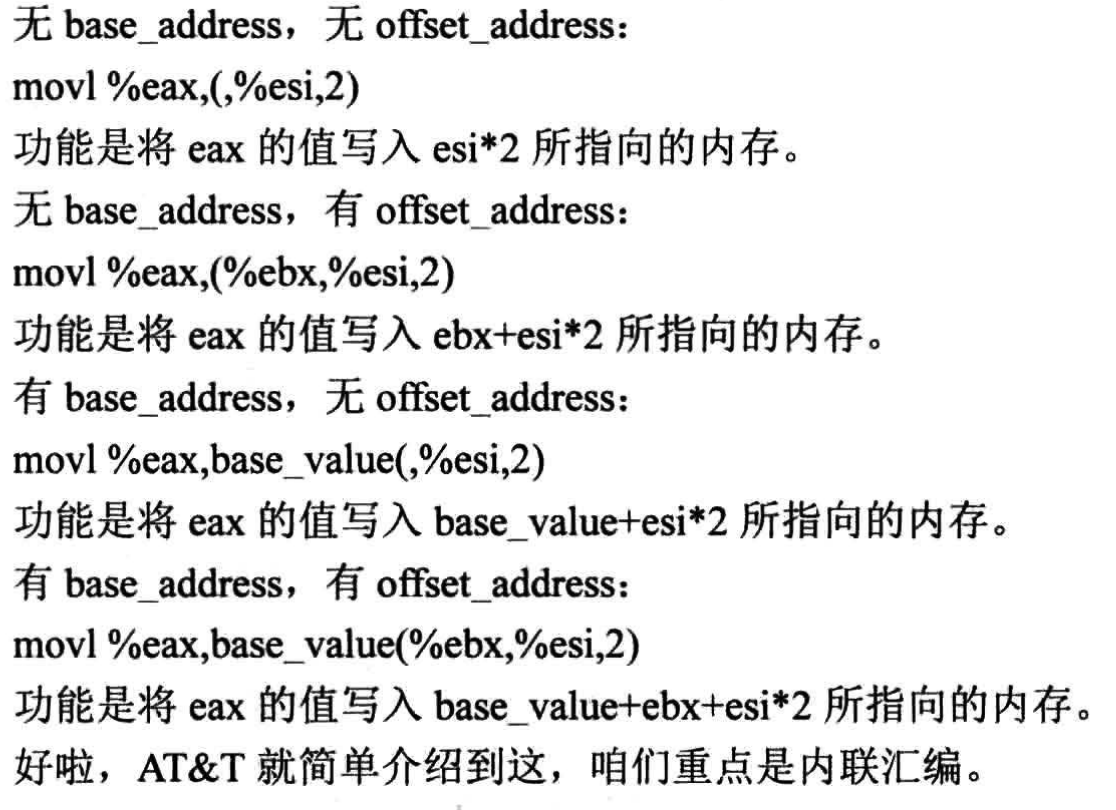 无 base_address，无 offset_address：
movl %eax,(,%esi,2)
功能是将 eax 的值写入 esi*2 所指向的内存。
无 base_address，有 offset_address：
movl %eax,(%ebx,%esi,2)
功能是将 eax 的值写入 ebx+esi*2 所指向的内存。
有 base_address，无 offset_address：
movl %eax,base_value(,%esi,2)
功能是将 eax 的值写入 base_value+esi*2 所指向的内存。
有 base_address，有 offset_address：
movl %eax,base_value(%ebx,%esi,2)
功能是将 eax 的值写入 base_value+ebx+esi*2 所指向的内存。
好啦，AT&T 就简单介绍到这，咱们重点是内联汇编。